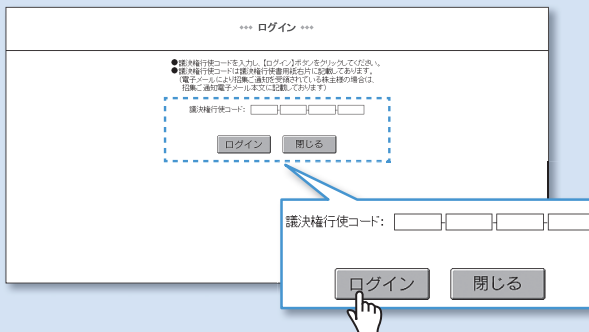 *** ログイン ***
●議決権行使コードを入力し、[ログイン]ボタンをクリックしてください。
●議決権行使コードは議決権行使書用紙右片に記載してあります。
(電子メールにより招集ご通知を受領されている株主様の場合は、
招集ご通知電子メール本文に記載しております)
議決権行使コード: - - -
ログイン 閉じる
議決権行使コード: - - -
ログイン 閉じる